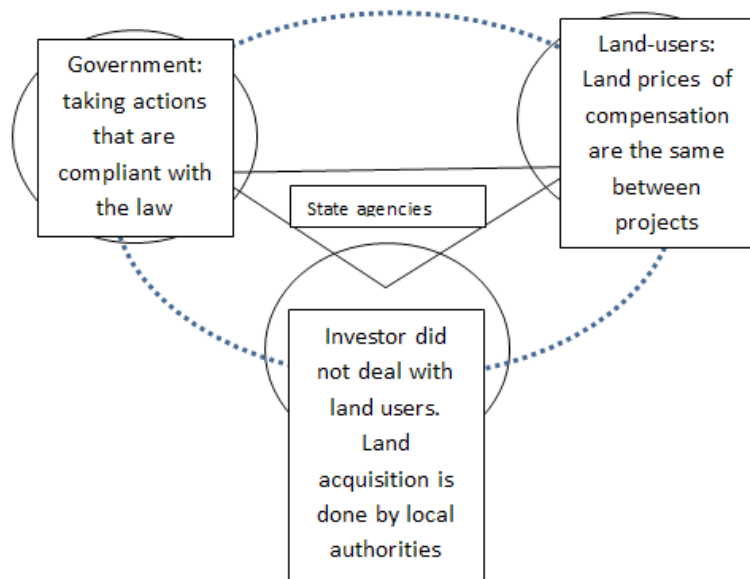 Government:
taking actions
that are
compliant with
the law
Land-users:
Land prices of
compensation
are the same
between
projects
State agencies
Investor did
not deal with
land users.
Land
acquisition is
done by local
authorities